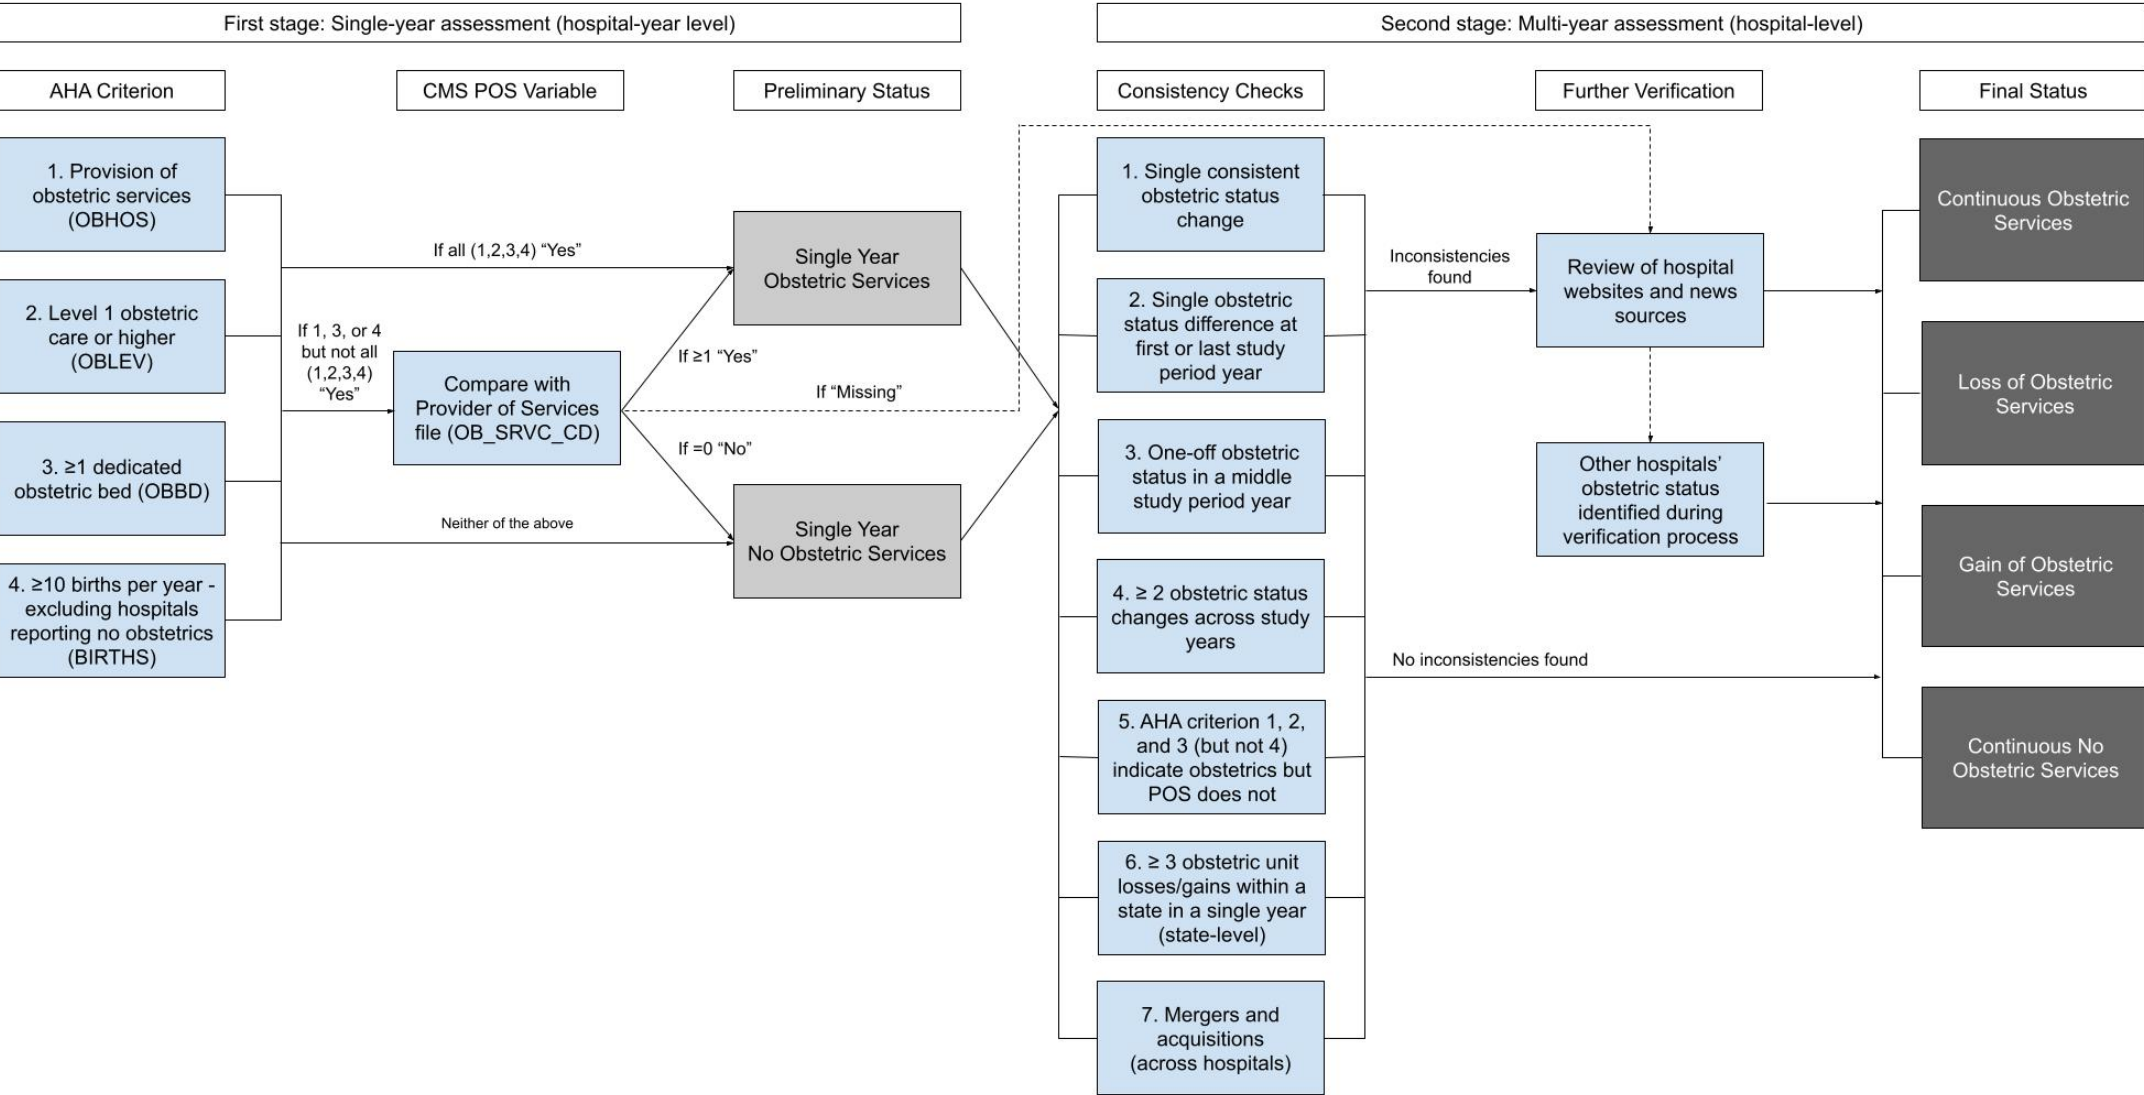 First stage: Single-year assessment (hospital-year level)
Second stage: Multi-year assessment (hospital-level)
AHA Criterion
CMS POS Variable
Preliminary Status
Consistency Checks
Further Verification
Final Status
1. Provision of
obstetric services
(OBHOS)
2. Level 1 obstetric
care or higher
(OBLEV)
3. ≥1 dedicated
obstetric bed (OBBD)
4. ≥10 births per year -
excluding hospitals
reporting no obstetrics
(BIRTHS)
If all (1,2,3,4) “Yes”
If 1, 3, or 4
but not all
(1,2,3,4)
“Yes”
Neither of the above
Compare with
Provider of Services
file (OB_SRVC_CD)
If ≥1 “Yes”
If “Missing”
If =0 “No”
Single Year
Obstetric Services
Single Year
No Obstetric Services
1. Single consistent
obstetric status
change
2. Single obstetric
status difference at
first or last study
period year
3. One-off obstetric
status in a middle
study period year
4. ≥ 2 obstetric status
changes across study
years
5. AHA criterion 1, 2,
and 3 (but not 4)
indicate obstetrics but
POS does not
6. ≥ 3 obstetric unit
losses/gains within a
state in a single year
(state-level)
7. Mergers and
acquisitions
(across hospitals)
Inconsistencies
found
No inconsistencies found
Review of hospital
websites and news
sources
Other hospitals’
obstetric status
identified during
verification process
Continuous Obstetric
Services
Loss of Obstetric
Services
Gain of Obstetric
Services
Continuous No
Obstetric Services